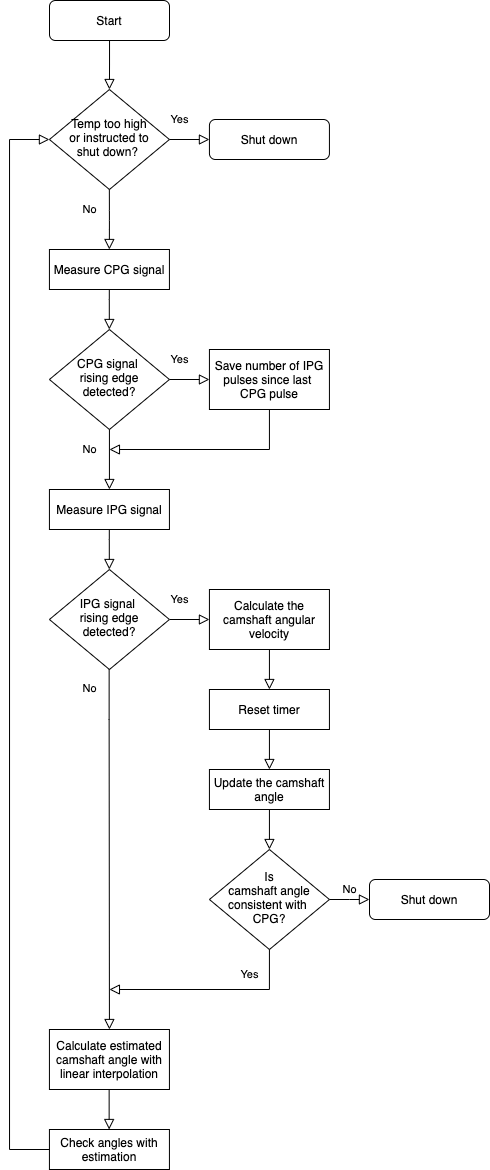 Start
Temp too high
or instructed to
shut down?
Yes
Shut down
No
Measure CPG signal
CPG signal
rising edge
detected?
Yes
Save number of IPG
pulses since last
CPG pulse
No
Measure IPG signal
IPG signal
rising edge
detected?
Yes
Calculate the
camshaft angular
velocity
No
Reset timer
Update the camshaft
angle
Is
camshaft angle
consistent with
CPG?
No
Shut down
Yes
Calculate estimated
camshaft angle with
linear interpolation
Check angles with
estimation